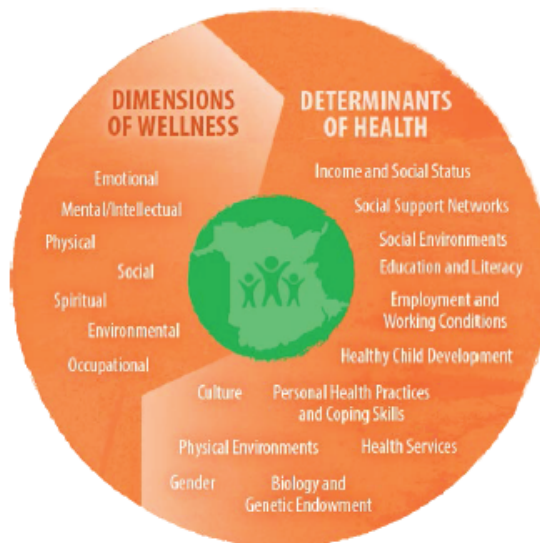 DIMENSIONS
OF WELLNESS
Emotional
Mental/Intellectual
Physical
Social
Spiritual
Environmental
Occupational
DETERMINANTS
OF HEALTH
Income and Social Status
Social Support Networks
Social Environments
Education and Literacy
Employment and
Working Conditions
Healthy Child Development
Culture
Personal Health Practices
and Coping Skills
Physical Environments
Health Services
Gender
Biology and
Genetic Endowment